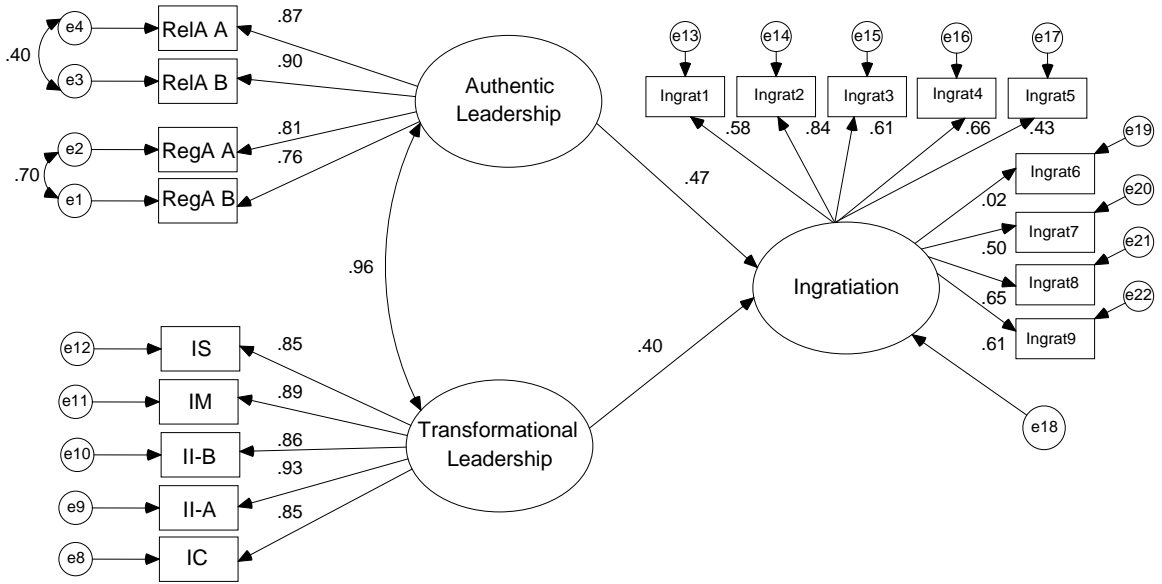 e4
RelA A
.87
.40
e3
RelA B
.90
e2
RegA A
.81
.70
e1
RegA B
.76
Authentic
Leadership
.96
e12
IS
.85
e11
IM
.89
e10
II-B
.86
e9
II-A
.93
e8
IC
.85
Transformational
Leadership
.47
.40
Ingratiation
e13
e14
e15
e16
e17
Ingrat1
Ingrat2
Ingrat3
Ingrat4
Ingrat5
.58
.84
.61
.66
.43
e19
Ingrat6
.02
e20
Ingrat7
.50
e21
Ingrat8
.65
e22
Ingrat9
.61
e18